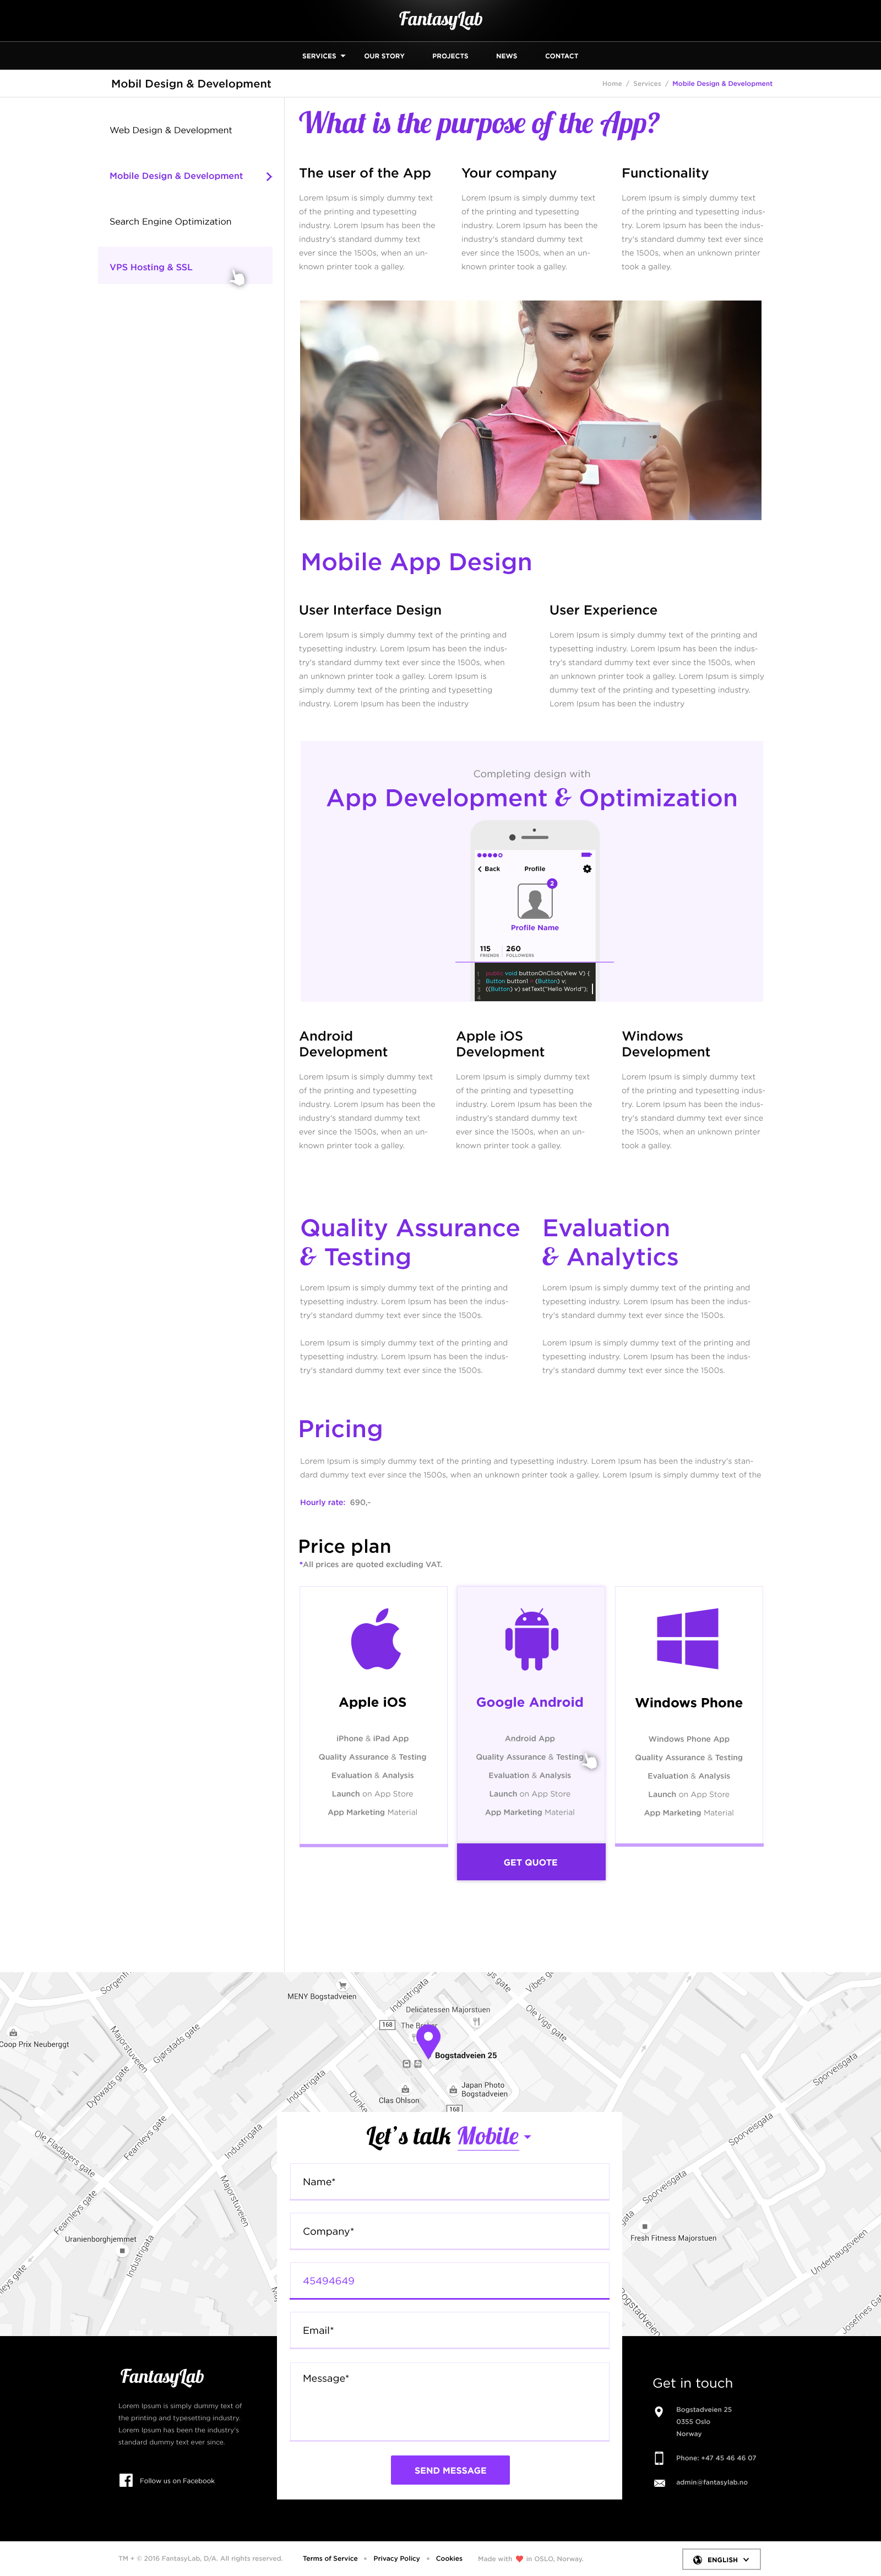 FantasyLab
SERVICES
OUR STORY
PROJECTS
NEWS
CONTACT
Mobil Design & Development
Home / Services / Mobile Design & Development
Web Design & Development
Mobile Design & Development
Search Engine Optimization
VPS Hosting & SSL
What is the purpose of the App?
The user of the App
Lorem Ipsum is simply dummy text
of the printing and typesetting
industry. Lorem Ipsum has been the
industry's standard dummy text
ever since the 1500s, when an un-
known printer took a galley.
Your company
Lorem Ipsum is simply dummy text
of the printing and typesetting
industry. Lorem Ipsum has been the
industry's standard dummy text
ever since the 1500s, when an un-
known printer took a galley.
Functionality
Lorem Ipsum is simply dummy text
of the printing and typesetting indus-
try. Lorem Ipsum has been the indus-
try's standard dummy text ever since
the 1500s, when an unknown printer
took a galley.
Mobile App Design
User Interface Design
Lorem Ipsum is simply dummy text of the printing and
typesetting industry. Lorem Ipsum has been the indus-
try's standard dummy text ever since the 1500s, when
an unknown printer took a galley. Lorem Ipsum is
simply dummy text of the printing and typesetting
industry. Lorem Ipsum has been the industry
User Experience
Lorem Ipsum is simply dummy text of the printing and
typesetting industry. Lorem Ipsum has been the indus-
try's standard dummy text ever since the 1500s, when
an unknown printer took a galley. Lorem Ipsum is simply
dummy text of the printing and typesetting industry.
Lorem Ipsum has been the industry
Completing design with
App Development & Optimization
Back
Profile
2
Profile Name
115
FRIENDS
260
FOLLOWERS
1 public void buttonOnClick(View V) {
2 Button button1 = (Button) v;
3 ((Button) v) setText("Hello World");
4
Android
Development
Lorem Ipsum is simply dummy text
of the printing and typesetting
industry. Lorem Ipsum has been the
industry's standard dummy text
ever since the 1500s, when an un-
known printer took a galley.
Apple iOS
Development
Lorem Ipsum is simply dummy text
of the printing and typesetting
industry. Lorem Ipsum has been the
industry's standard dummy text
ever since the 1500s, when an un-
known printer took a galley.
Windows
Development
Lorem Ipsum is simply dummy text
of the printing and typesetting indus-
try. Lorem Ipsum has been the indus-
try's standard dummy text ever since
the 1500s, when an unknown printer
took a galley.
Quality Assurance
& Testing
Lorem Ipsum is simply dummy text of the printing and
typesetting industry. Lorem Ipsum has been the indus-
try's standard dummy text ever since the 1500s.
Lorem Ipsum is simply dummy text of the printing and
typesetting industry. Lorem Ipsum has been the indus-
try's standard dummy text ever since the 1500s.
Evaluation
& Analytics
Lorem Ipsum is simply dummy text of the printing and
typesetting industry. Lorem Ipsum has been the indus-
try's standard dummy text ever since the 1500s.
Lorem Ipsum is simply dummy text of the printing and
typesetting industry. Lorem Ipsum has been the indus-
try's standard dummy text ever since the 1500s.
Pricing
Lorem Ipsum is simply dummy text of the printing and typesetting industry. Lorem Ipsum has been the industry's stan-
dard dummy text ever since the 1500s, when an unknown printer took a galley. Lorem Ipsum is simply dummy text of the
Hourly rate: 690,-
Price plan
*All prices are quoted excluding VAT.
Apple iOS
iPhone & iPad App
Quality Assurance & Testing
Evaluation & Analysis
Launch on App Store
App Marketing Material
Google Android
Android App
Quality Assurance & Testing
Evaluation & Analysis
Launch on App Store
App Marketing Material
GET QUOTE
Windows Phone
Windows Phone App
Quality Assurance & Testing
Evaluation & Analysis
Launch on App Store
App Marketing Material
MENY Bogstadveien
Industrigata
Delicatessen Majorstuen
Ole Vigs gate
168
Bogstadveien 25
Coop Prix Neuberggt
Majorstuveien
Gjørstads gate
Dybwads gate
Industrigata
Clas Ohlson
Japan Photo
Bogstadveien
168
Sporveisgata
Ole Fladagers gate
Fearnleys gate
Industrigata
Sporveisgata
Majorstuveien
Sporveisgata
Fearnleys gate
Uranienborghjemmet
Industrigata
Fresh Fitness Majorstuen
Underhaugsveien
Let's talk Mobile
Name*
Company*
45494649
Email*
Message*
SEND MESSAGE
FantasyLab
Lorem Ipsum is simply dummy text of
the printing and typesetting industry.
Lorem Ipsum has been the industry's
standard dummy text ever since.
Follow us on Facebook
Get in touch
Bogstadveien 25
0355 Oslo
Norway
Phone: +47 45 46 46 07
admin@fantasylab.no
TM + © 2016 FantasyLab, D/A. All rights reserved.
Terms of Service • Privacy Policy • Cookies
Made with in OSLO, Norway.
ENGLISH